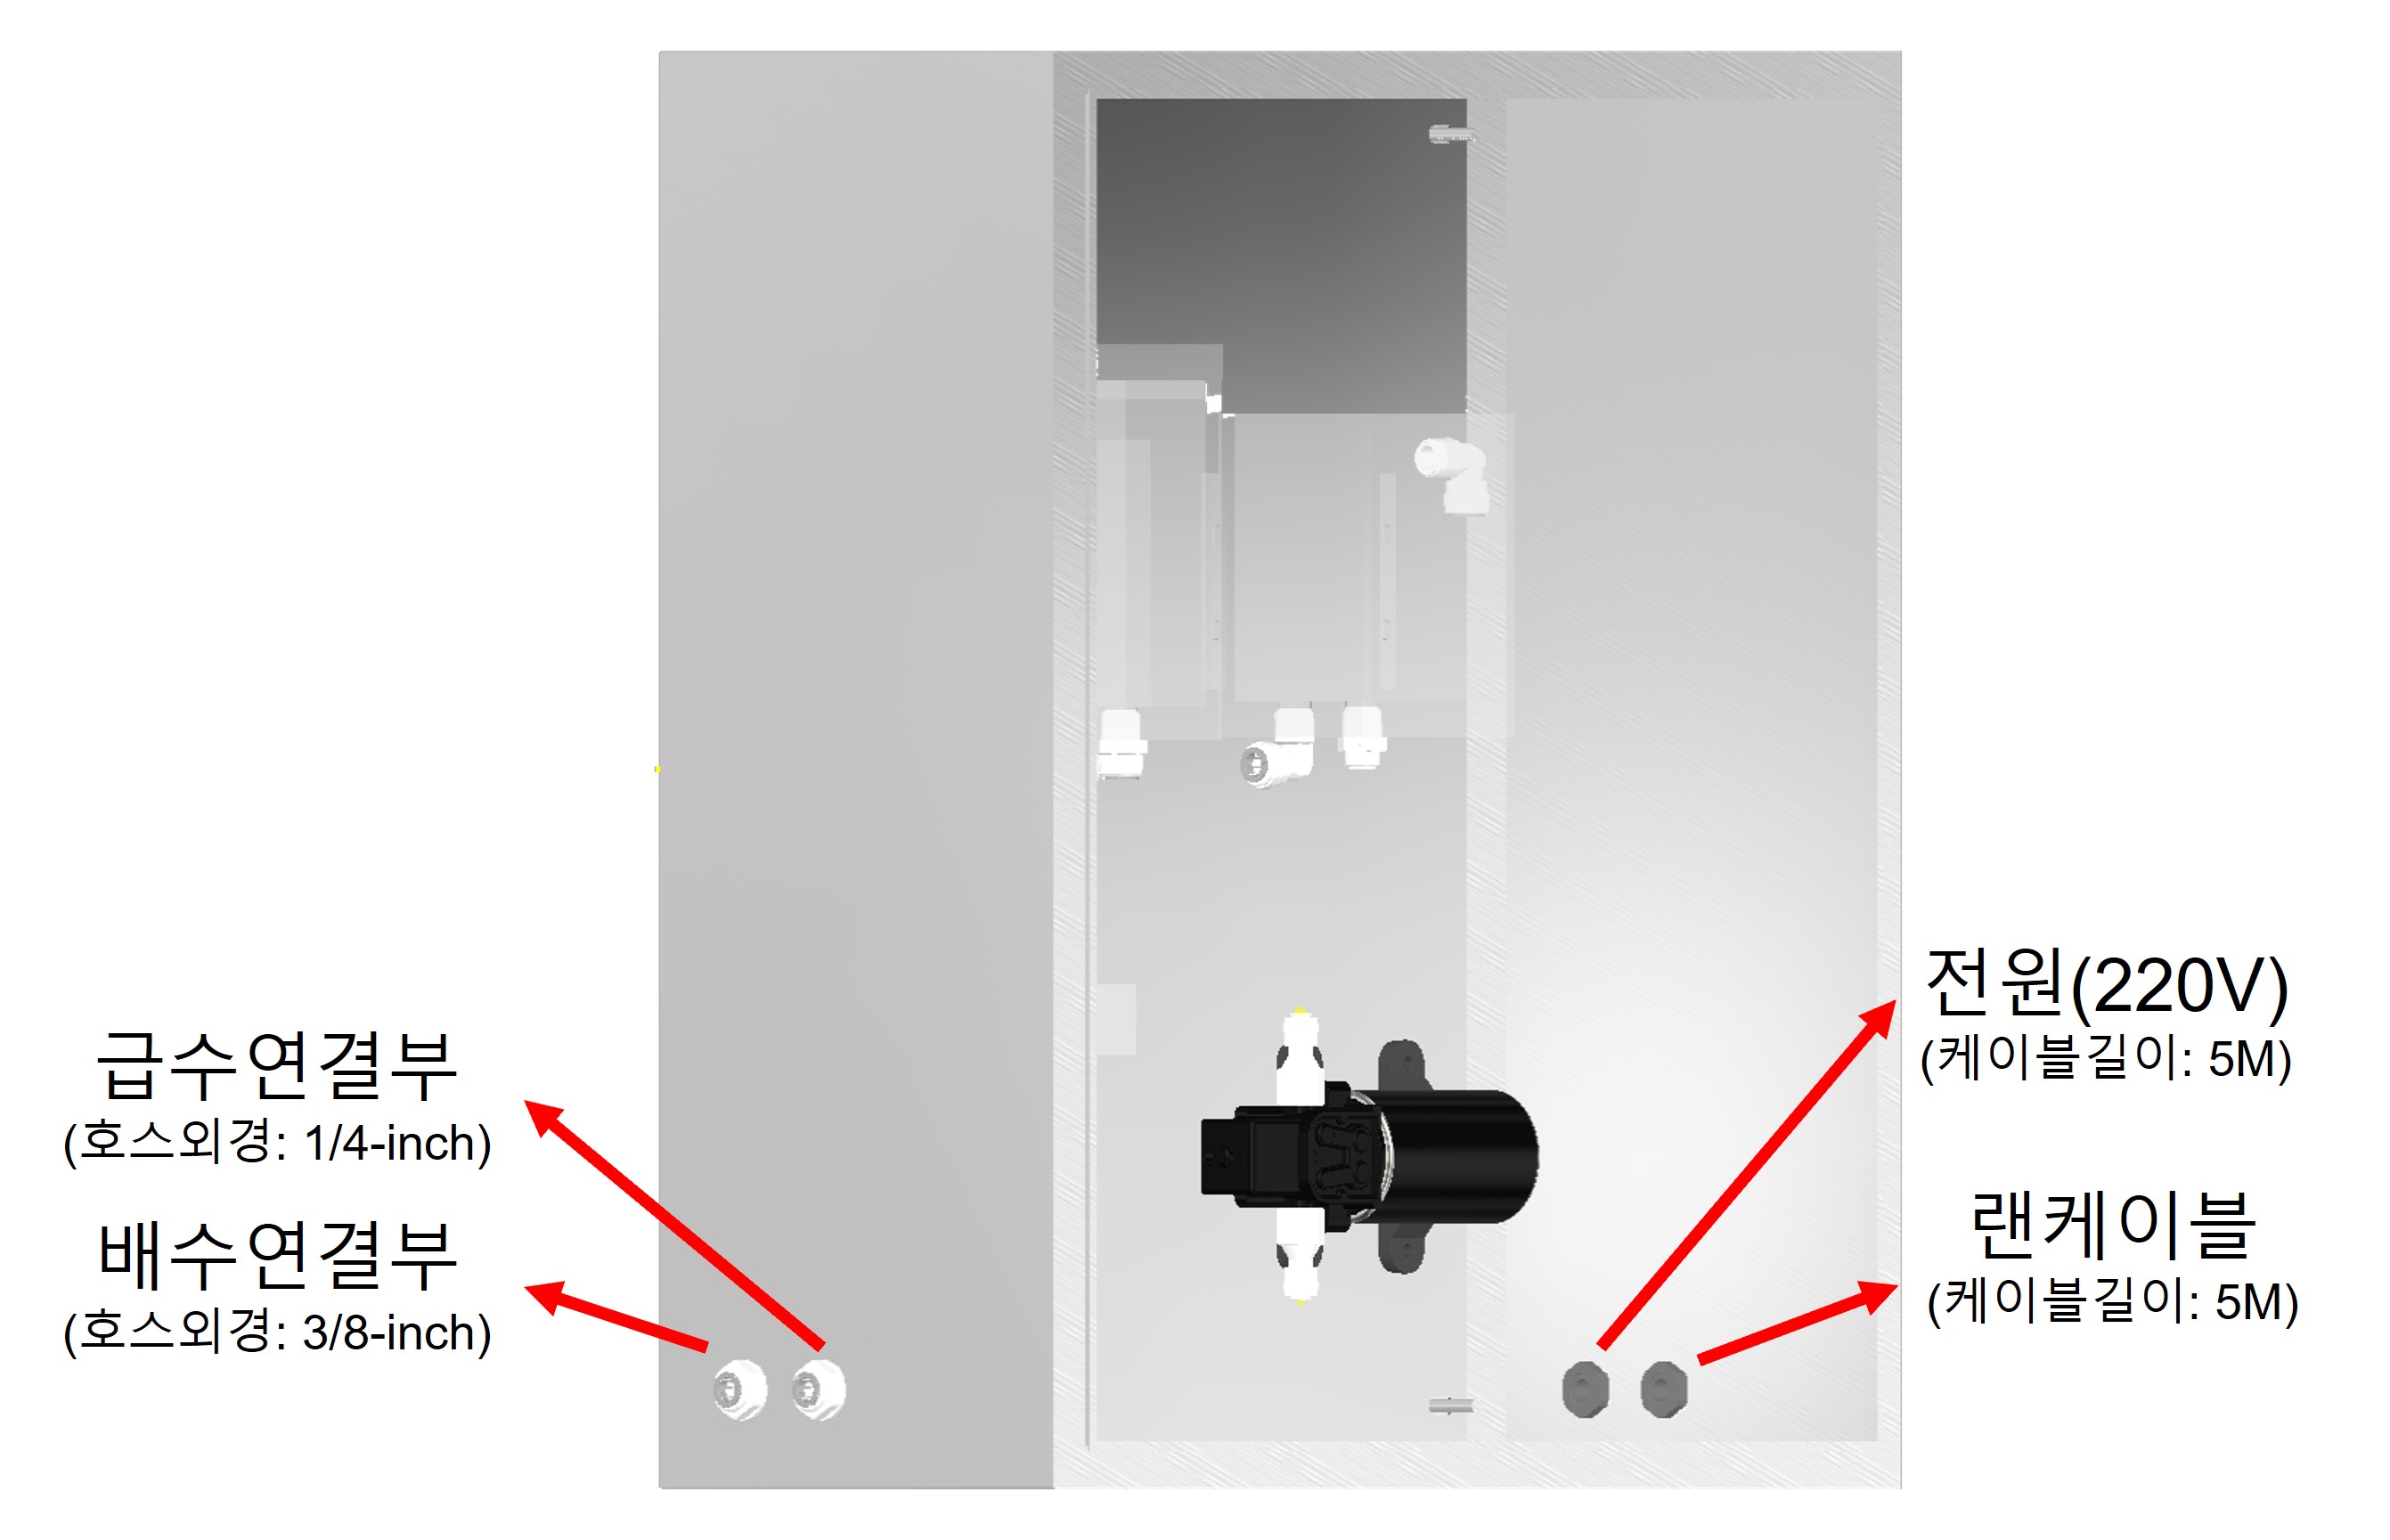 급수연결부
(호스외경: 1/4-inch)
배수연결부
(호스외경: 3/8-inch)
전원(220V)
(케이블길이: 5M)
랜케이블
(케이블길이: 5M)